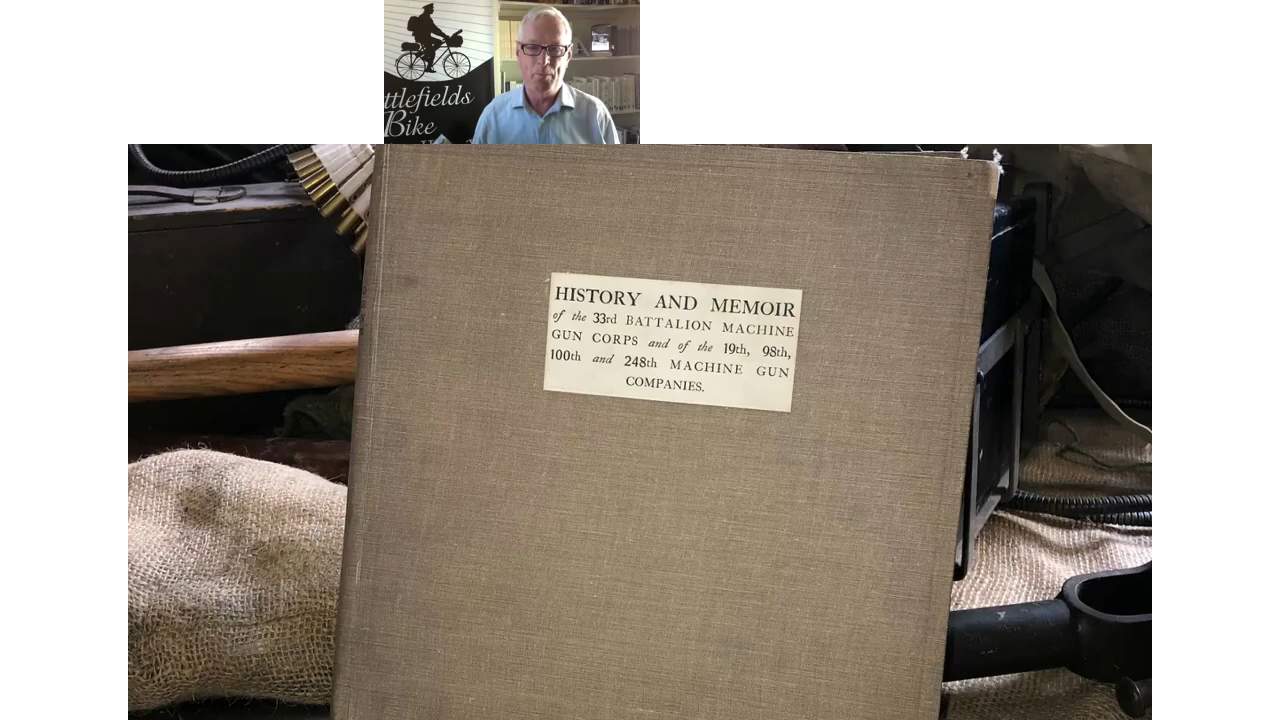 ttlefields
Bike
HISTORY AND MEMOIR
of the 33rd BATTALION MACHINE
GUN CORPS and of the 19th, 98th,
100th and 248th MACHINE GUN
COMPANIES.